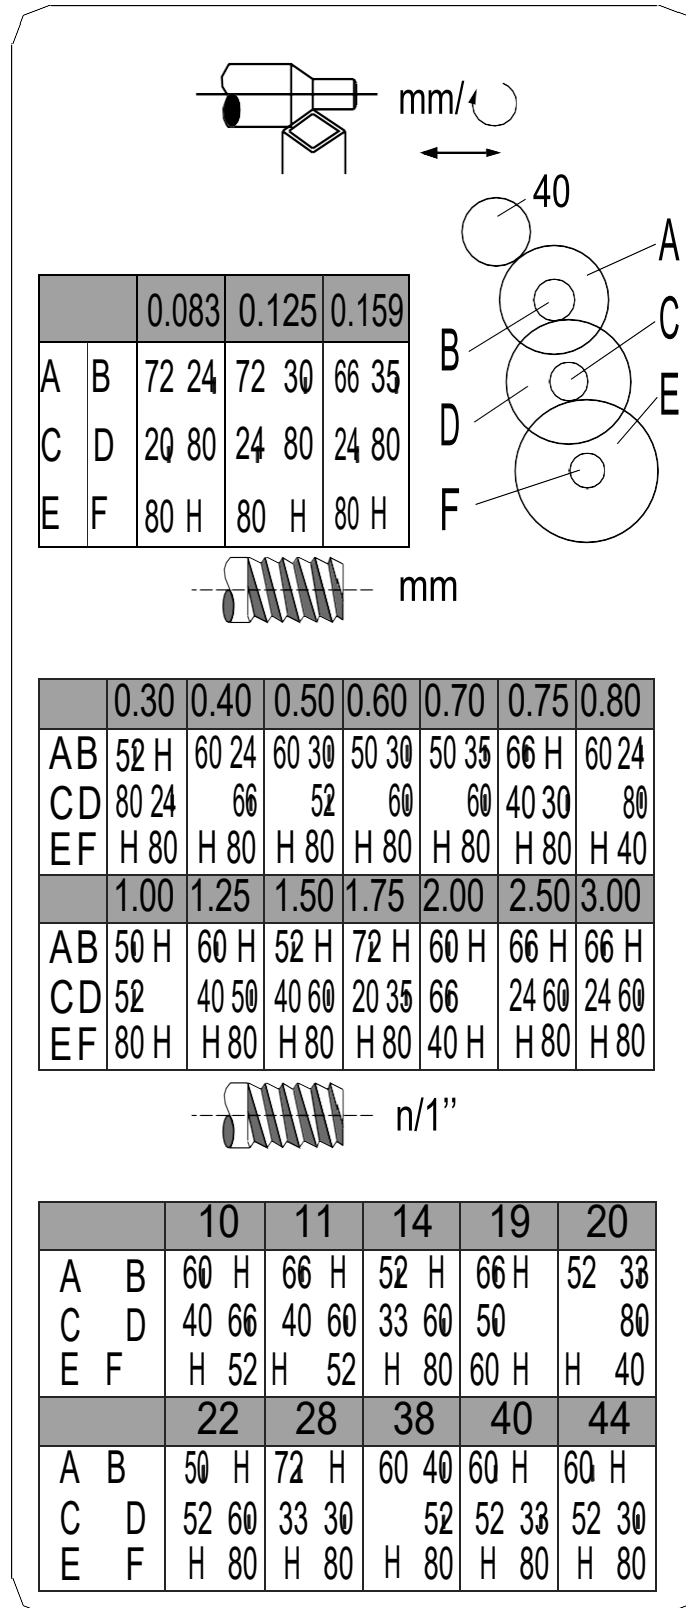 mm/
40
A
C
B
E
D
F
0.083 0.125 0.159
A B 72 24 72 30 66 35
C D 20 80 24 80 24 80
E F 80 H 80 H 80 H
mm
0.30 0.40 0.50 0.60 0.70 0.75 0.80
A B 52 H 60 24 60 30 50 30 50 35 66 H 60 24
C D 80 24 66 52 60 60 40 30 80
E F H 80 H 80 H 80 H 80 H 80 H 80 H 40
1.00 1.25 1.50 1.75 2.00 2.50 3.00
A B 50 H 60 H 52 H 72 H 60 H 66 H 66 H
C D 52 40 50 40 60 20 35 66 24 60 24 60
E F 80 H H 80 H 80 H 80 40 H H 80 H 80
n/1’’
10 11 14 19 20
A B 60 H 66 H 52 H 66 H 52 33
C D 40 66 40 60 33 60 50 80
E F H 52 H 52 H 80 60 H H 40
22 28 38 40 44
A B 50 H 72 H 60 40 60 H 60 H
C D 52 60 33 30 52 52 33 52 30
E F H 80 H 80 H 80 H 80 H 80